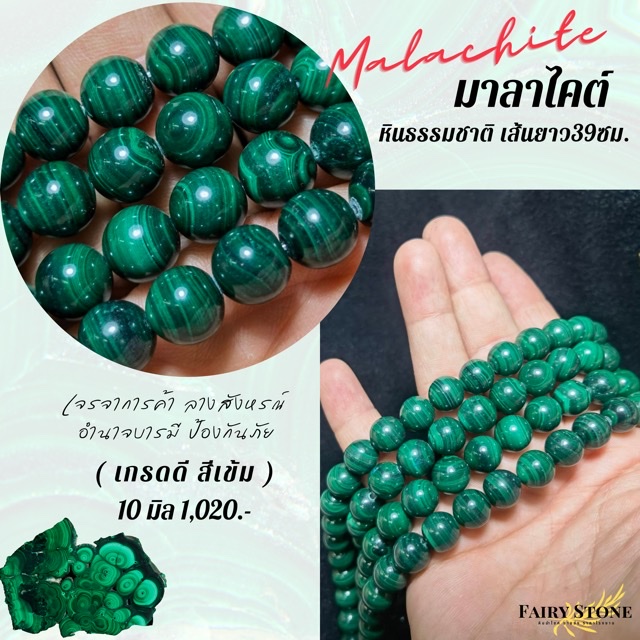 Malachite
มาลาไคต์
หินธรรมชาติ เส้นยาว39ซม.
เจรจาการค้า ลางสังหรณ์
อำนาจบารมี ป้องกันภัย
( เกรดดี สีเข้ม )
10 มิล 1,020.-
FAIRY STONE